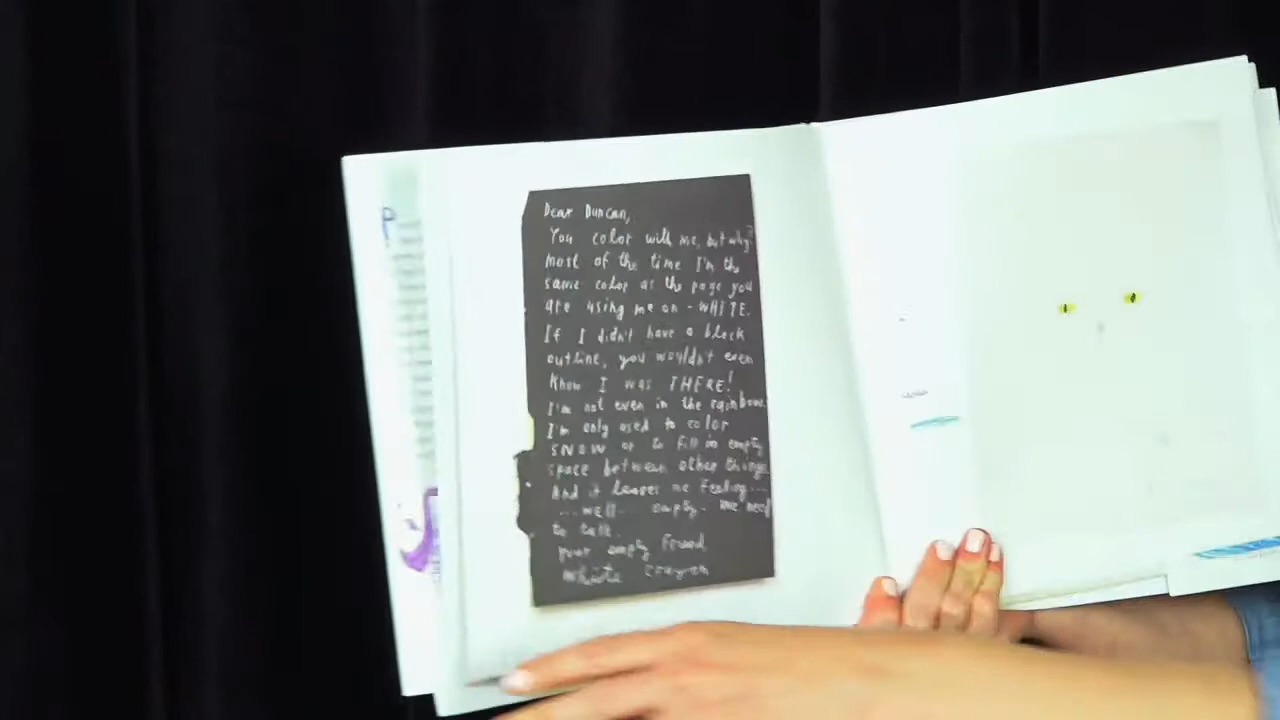 Dear Duncan,
You color with me, but why?
most of the time I'm the
same color as the page you
are using me on - WHITE.
If I didn't have a black
outline, you wouldn't even
know I was THERE!
I'm not even in the rainbow.
I'm only used to color
SNOW or to fill in empty
space between other things
And it leaves me feeling....
...well... empty. We need
to talk.
your empty friend
white crayon